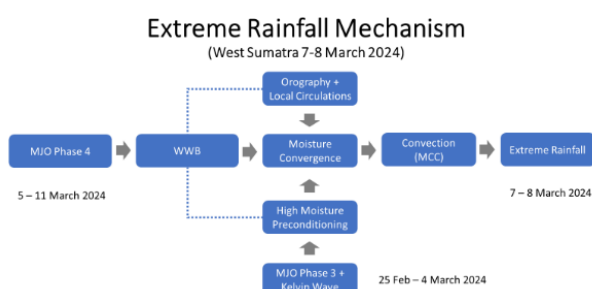 Extreme Rainfall Mechanism
(West Sumatra 7-8 March 2024)
Orography +
Local Circulations
MJO Phase 4
WWB
Moisture
Convergence
Convection
(MCC)
Extreme Rainfall
5 – 11 March 2024
7 – 8 March 2024
High Moisture
Preconditioning
MJO Phase 3 +
Kelvin Wave
25 Feb – 4 March 2024